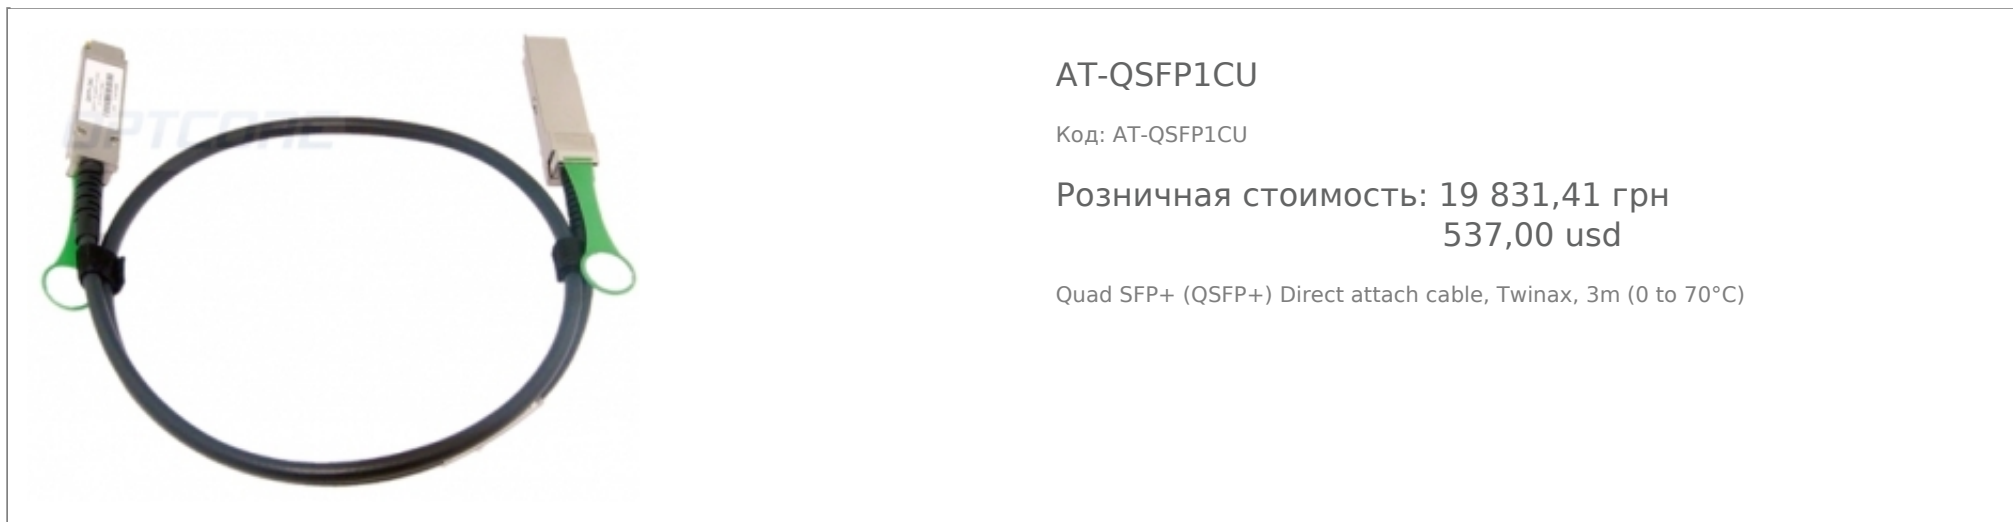 OPTCORE
AT-QSFP1CU
Код: AT-QSFP1CU
Розничная стоимость: 19 831,41 грн
537,00 usd
Quad SFP+ (QSFP+) Direct attach cable, Twinax, 3m (0 to 70°C)